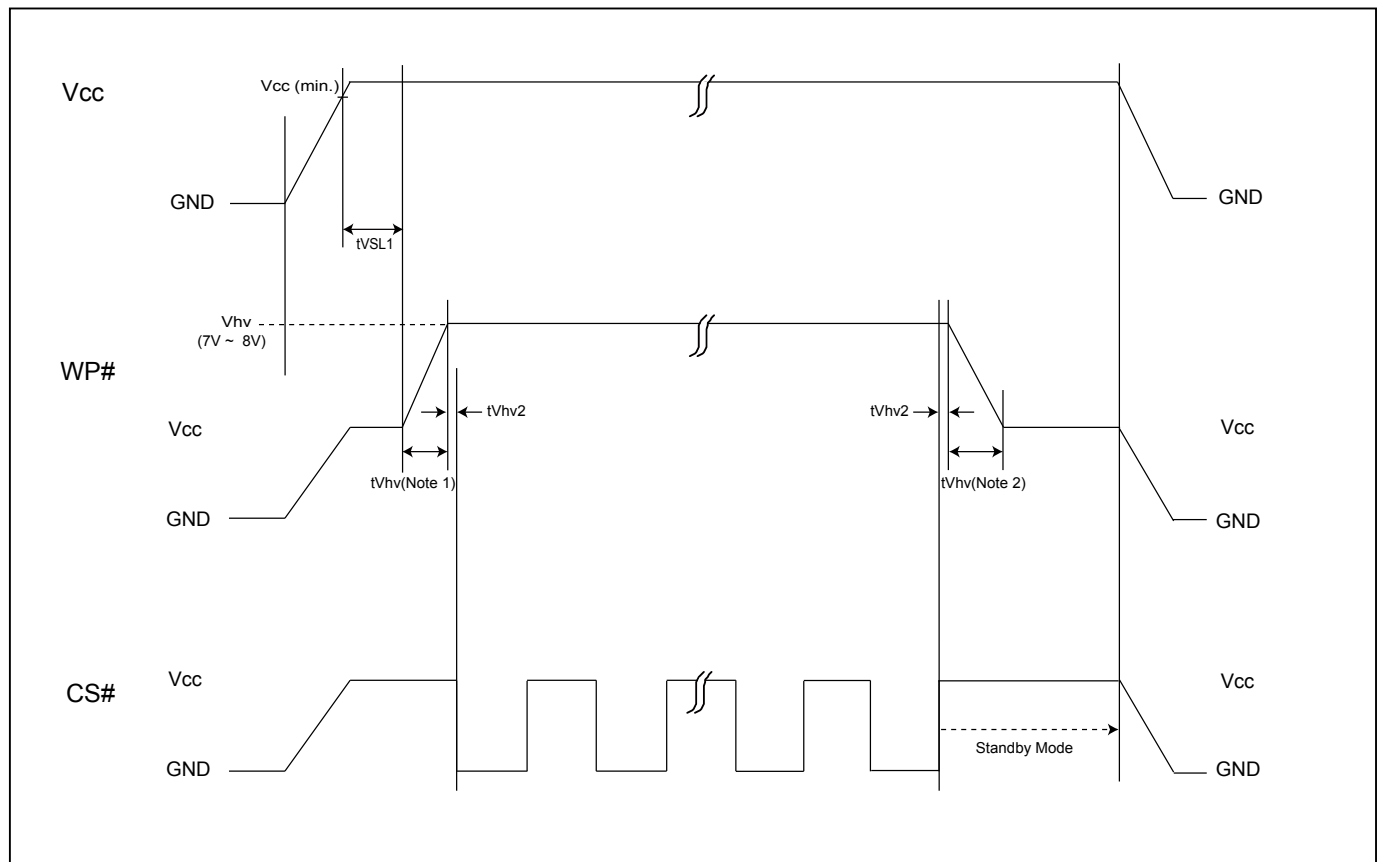 Vcc
Vcc (min.)
GND
GND
tVSL1
Vhv
(7V ~ 8V)
WP#
tVhv2
tVhv2
Vcc
Vcc
tVhv(Note 1)
tVhv(Note 2)
GND
GND
CS#
Vcc
Vcc
Standby Mode
GND
GND